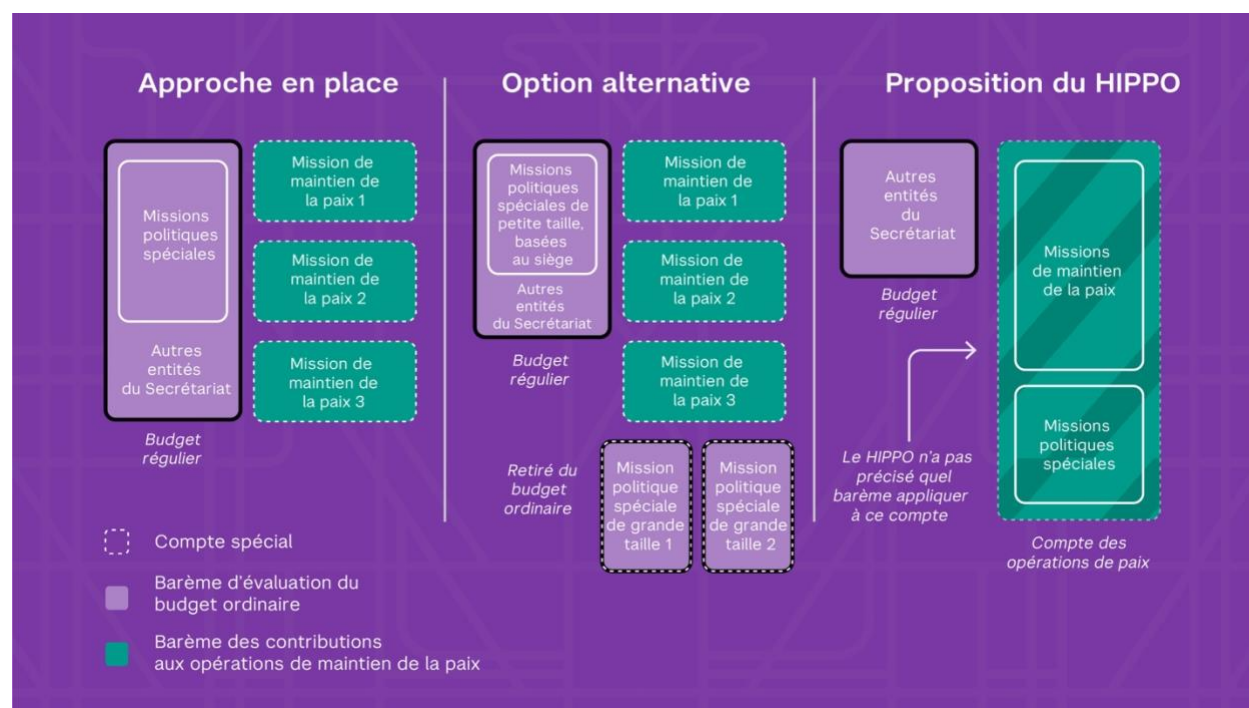 Approche en place
Missions
politiques
spéciales
Autres
entités
du Secrétariat
Budget
régulier
Mission de
maintien de
la paix 1
Mission de
maintien de
la paix 2
Mission de
maintien de
la paix 3
Option alternative
Missions
politiques
spéciales de
petite taille,
basées
au siège
Autres
entités
du Secrétariat
Budget
régulier
Mission de
maintien de
la paix 1
Mission de
maintien de
la paix 2
Mission de
maintien de
la paix 3
Retiré du
budget
ordinaire
Mission
politique
spéciale
de grande
taille 1
Mission
politique
spéciale
de grande
taille 2
Proposition du HIPPO
Autres
entités
du
Secrétariat
Budget
régulier
Le HIPPO n'a pas
précisé quel
barème appliquer
à ce compte
Missions
de maintien
de la paix
Missions
politiques
spéciales
Compte des
opérations de paix
Compte spécial
Barème d'évaluation du
budget ordinaire
Barème des contributions
aux opérations de maintien de la paix